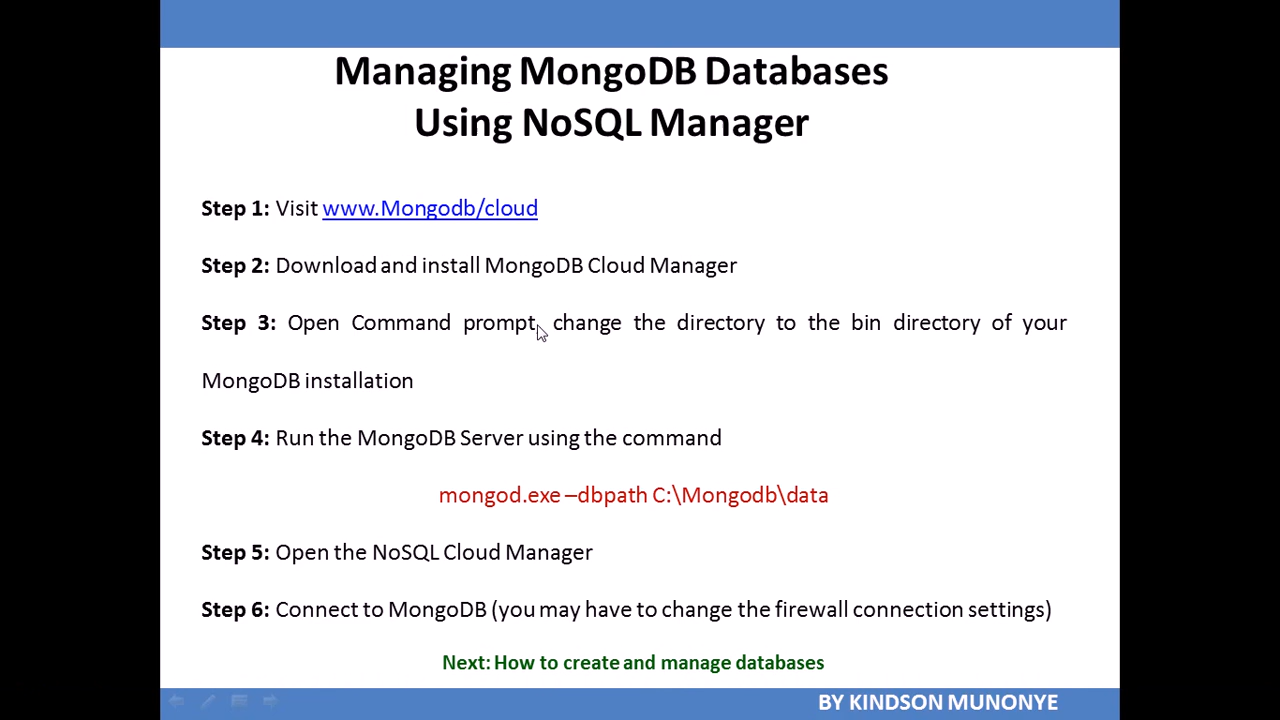 Managing MongoDB Databases
Using NoSQL Manager
Step 1: Visit www.Mongodb/cloud
Step 2: Download and install MongoDB Cloud Manager
Step 3: Open Command prompt, change the directory to the bin directory of your
MongoDB installation
Step 4: Run the MongoDB Server using the command
mongod.exe –dbpath C:\Mongodb\data
Step 5: Open the NoSQL Cloud Manager
Step 6: Connect to MongoDB (you may have to change the firewall connection settings)
Next: How to create and manage databases
BY KINDSON MUNONYE